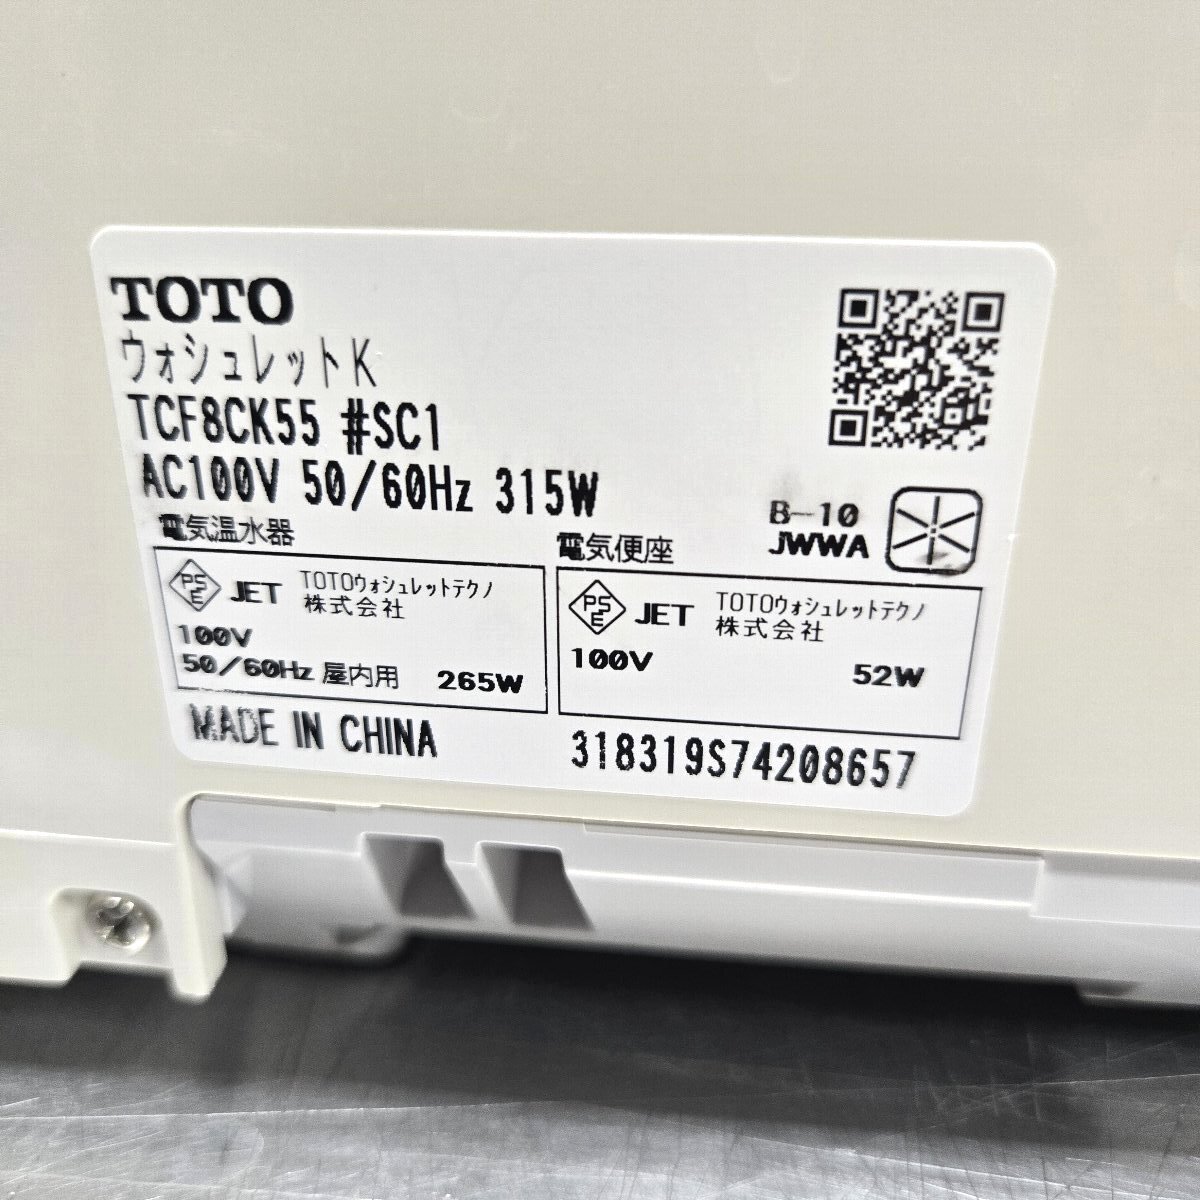 TOTO
ウォシュレットK
TCF8CK55 #SC1
AC100V 50/60Hz 315W
B-10
JWWA
電気温水器
PSE JET TOTOウォシュレットテクノ
株式会社
100V
50/60Hz 屋内用 265W
電気便座
PSE JET TOTOウォシュレットテクノ
株式会社
100V
52W
MADE IN CHINA
318319S74208657